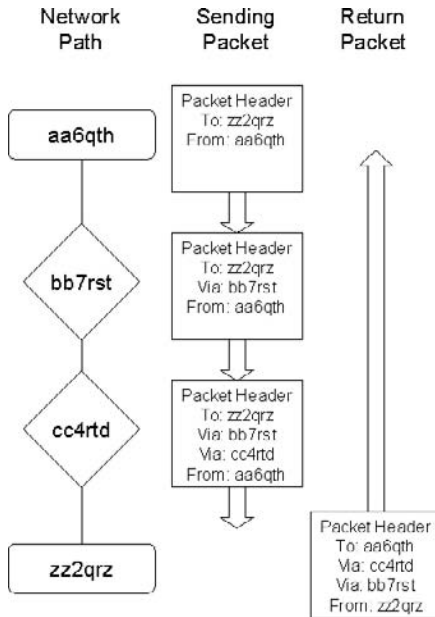 Network
Path
Sending
Packet
Return
Packet
aa6qth
bb7rst
cc4rtd
zz2qrz
Packet Header
To: zz2qrz
From: aa6qth
Packet Header
To: zz2qrz
Via: bb7rst
From: aa6qth
Packet Header
To: zz2qrz
Via: bb7rst
Via: cc4rtd
From: aa6qth
Packet Header
To: aa6qth
Via: cc4rtd
Via: bb7rst
From: zz2qrz